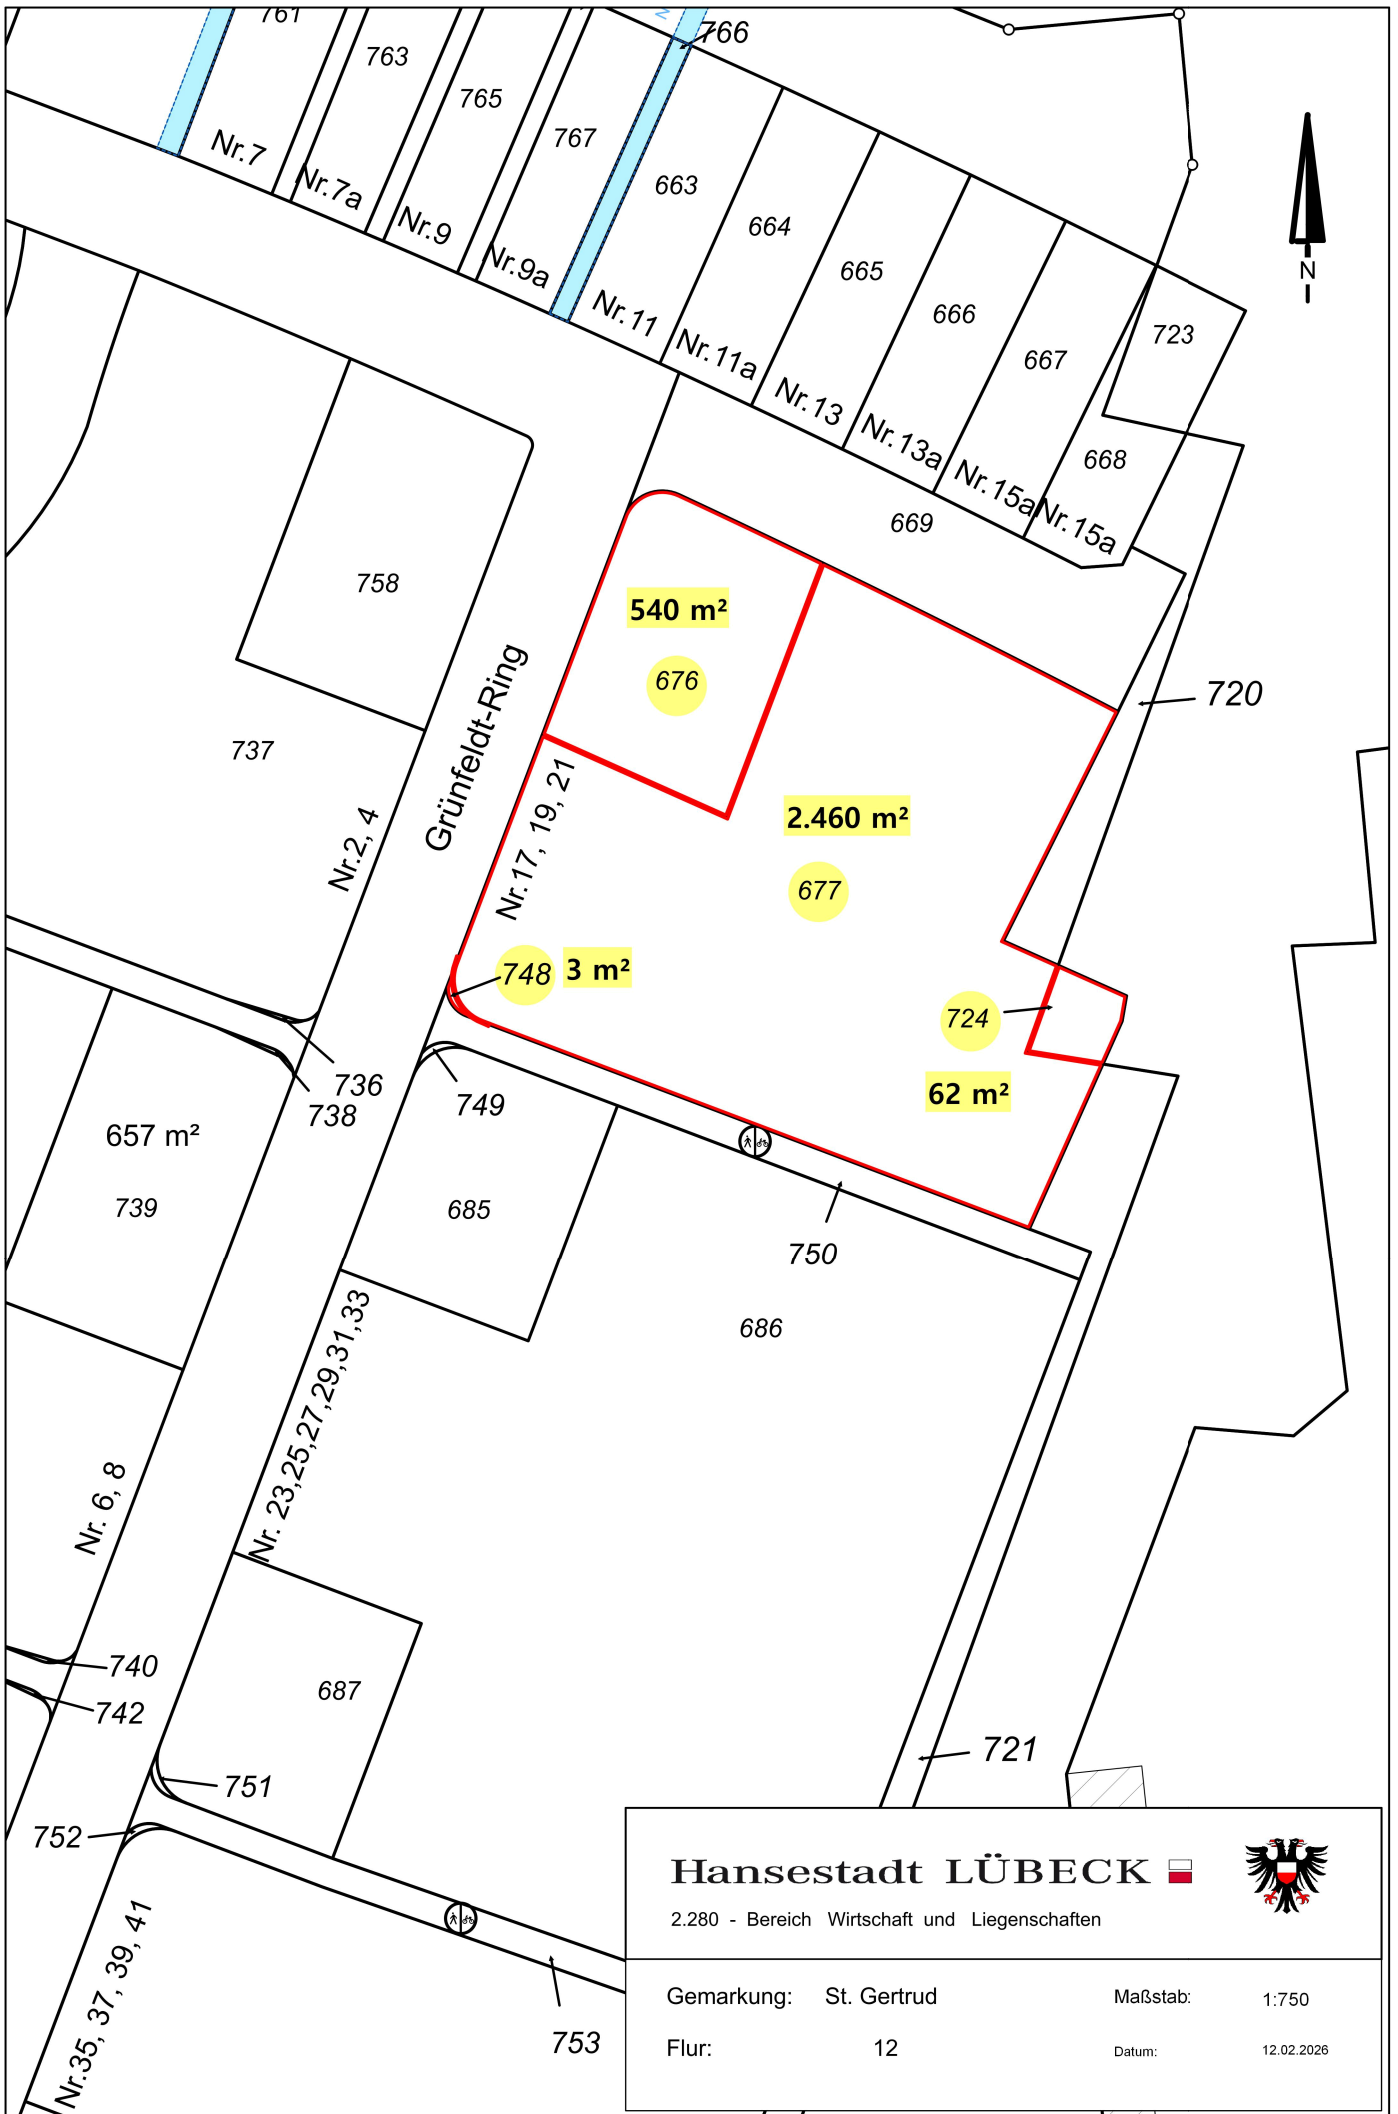 761
766
763
765
767
663
664
665
666
667
723
668
669
Nr.7
Nr.7a
Nr.9
Nr.9a
Nr.11
Nr.11a
Nr.13
Nr.13a
Nr.15a
Nr.15a
N
N
758
737
Grünfeldt-Ring
Nr.2, 4
540 m²
676
Nr.17, 19, 21
2.460 m²
677
720
748
3 m²
724
62 m²
736
738
749
657 m²
739
685
750
686
Nr. 23,25,27,29,31,33
Nr. 6, 8
740
742
687
751
752
721
753
Nr.35, 37, 39, 41
Hansestadt LÜBECK
2.280 - Bereich Wirtschaft und Liegenschaften
Gemarkung: St. Gertrud
Maßstab: 1:750
Flur: 12
Datum: 12.02.2026